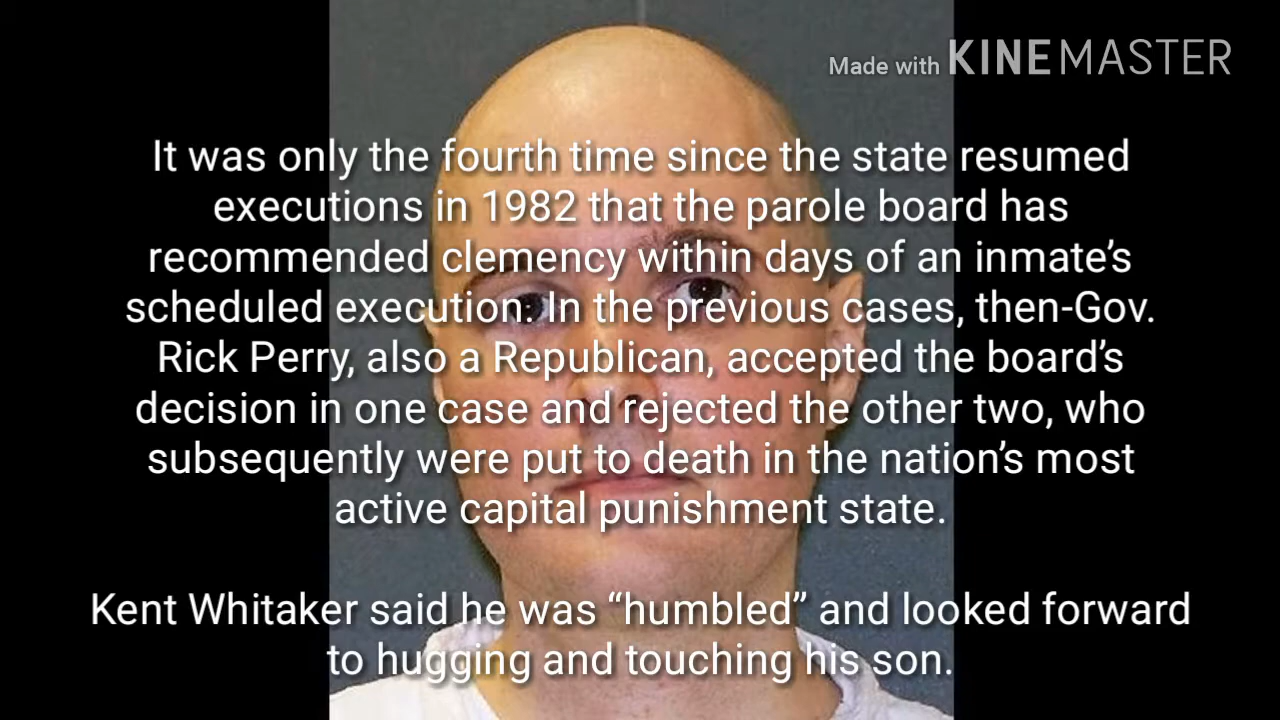 Made with KINEMASTER
It was only the fourth time since the state resumed
executions in 1982 that the parole board has
recommended clemency within days of an inmate’s
scheduled execution. In the previous cases, then-Gov.
Rick Perry, also a Republican, accepted the board’s
decision in one case and rejected the other two, who
subsequently were put to death in the nation’s most
active capital punishment state.
Kent Whitaker said he was “humbled” and looked forward
to hugging and touching his son.